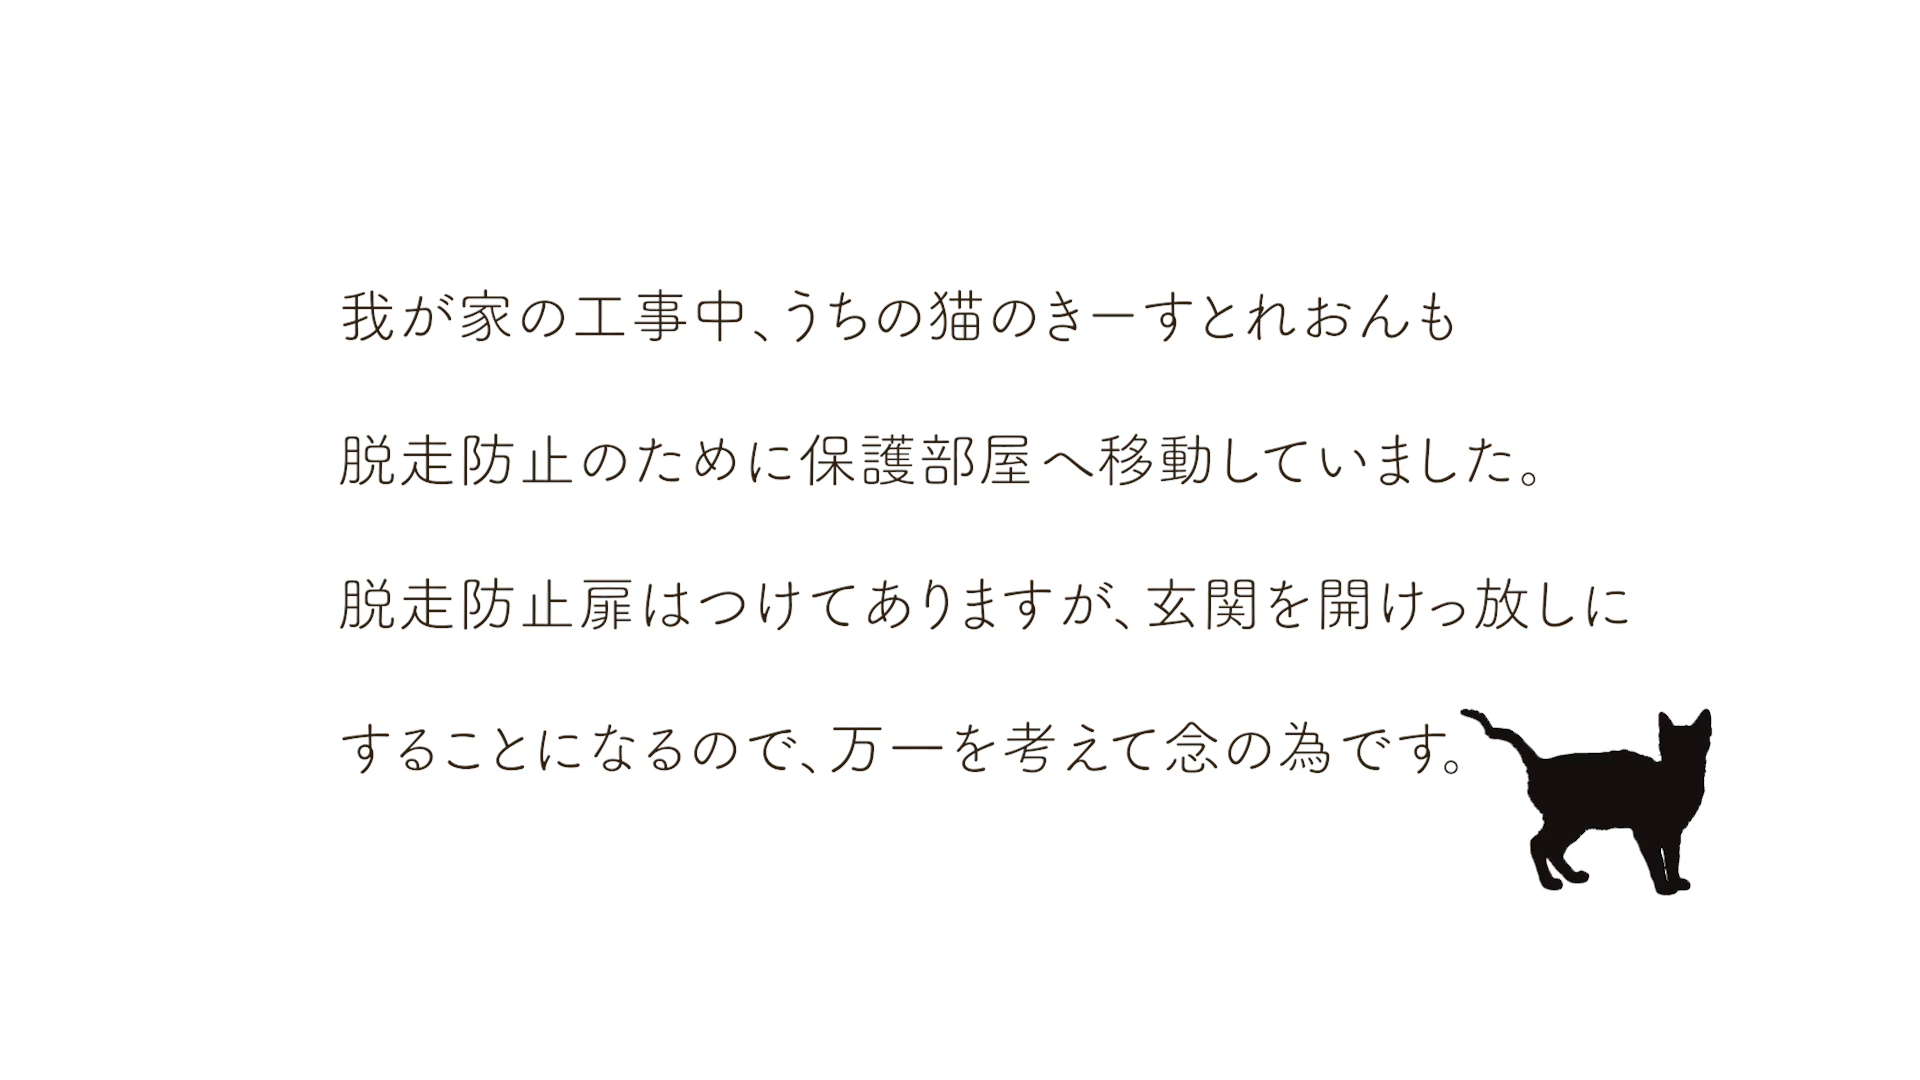 我が家の工事中、うちの猫のきーすとれおんも
脱走防止のために保護部屋へ移動していました。
脱走防止扉はつけてありますが、玄関を開けっ放しに
することになるので、万一を考えて念の為です。